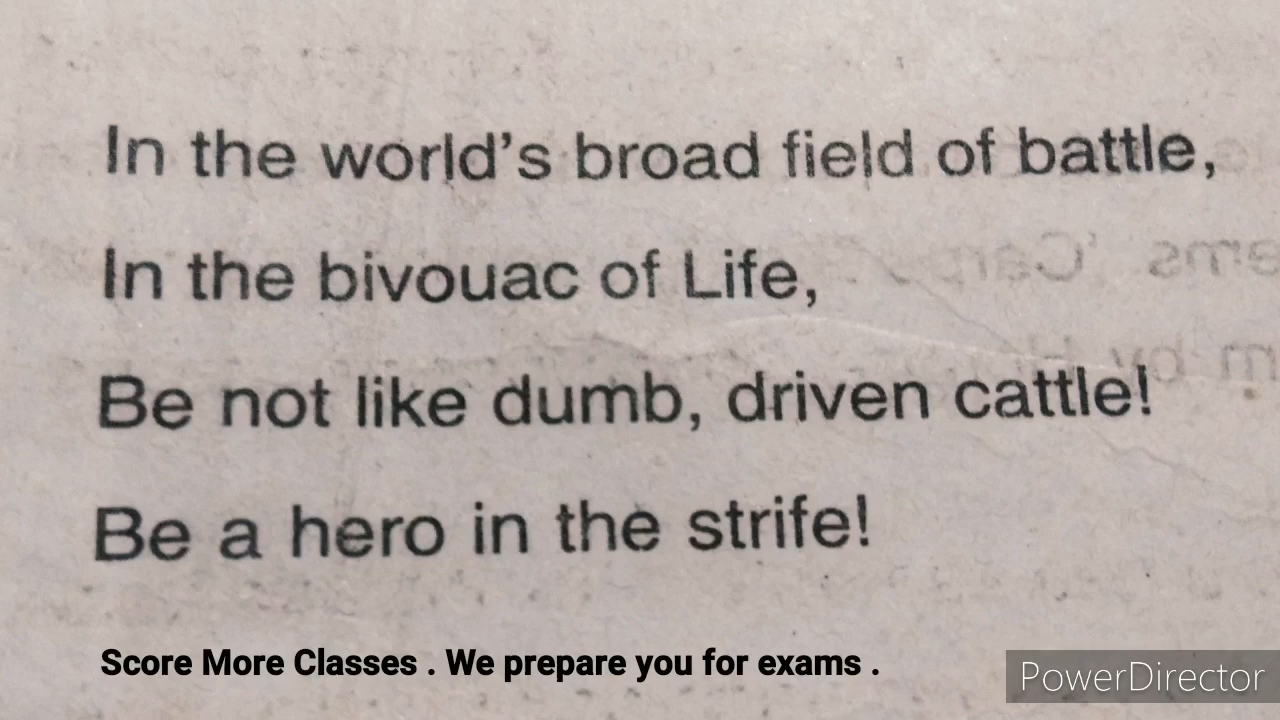 In the world's broad field of battle,
In the bivouac of Life,
Be not like dumb, driven cattle!
Be a hero in the strife!
Score More Classes . We prepare you for exams .
PowerDirector